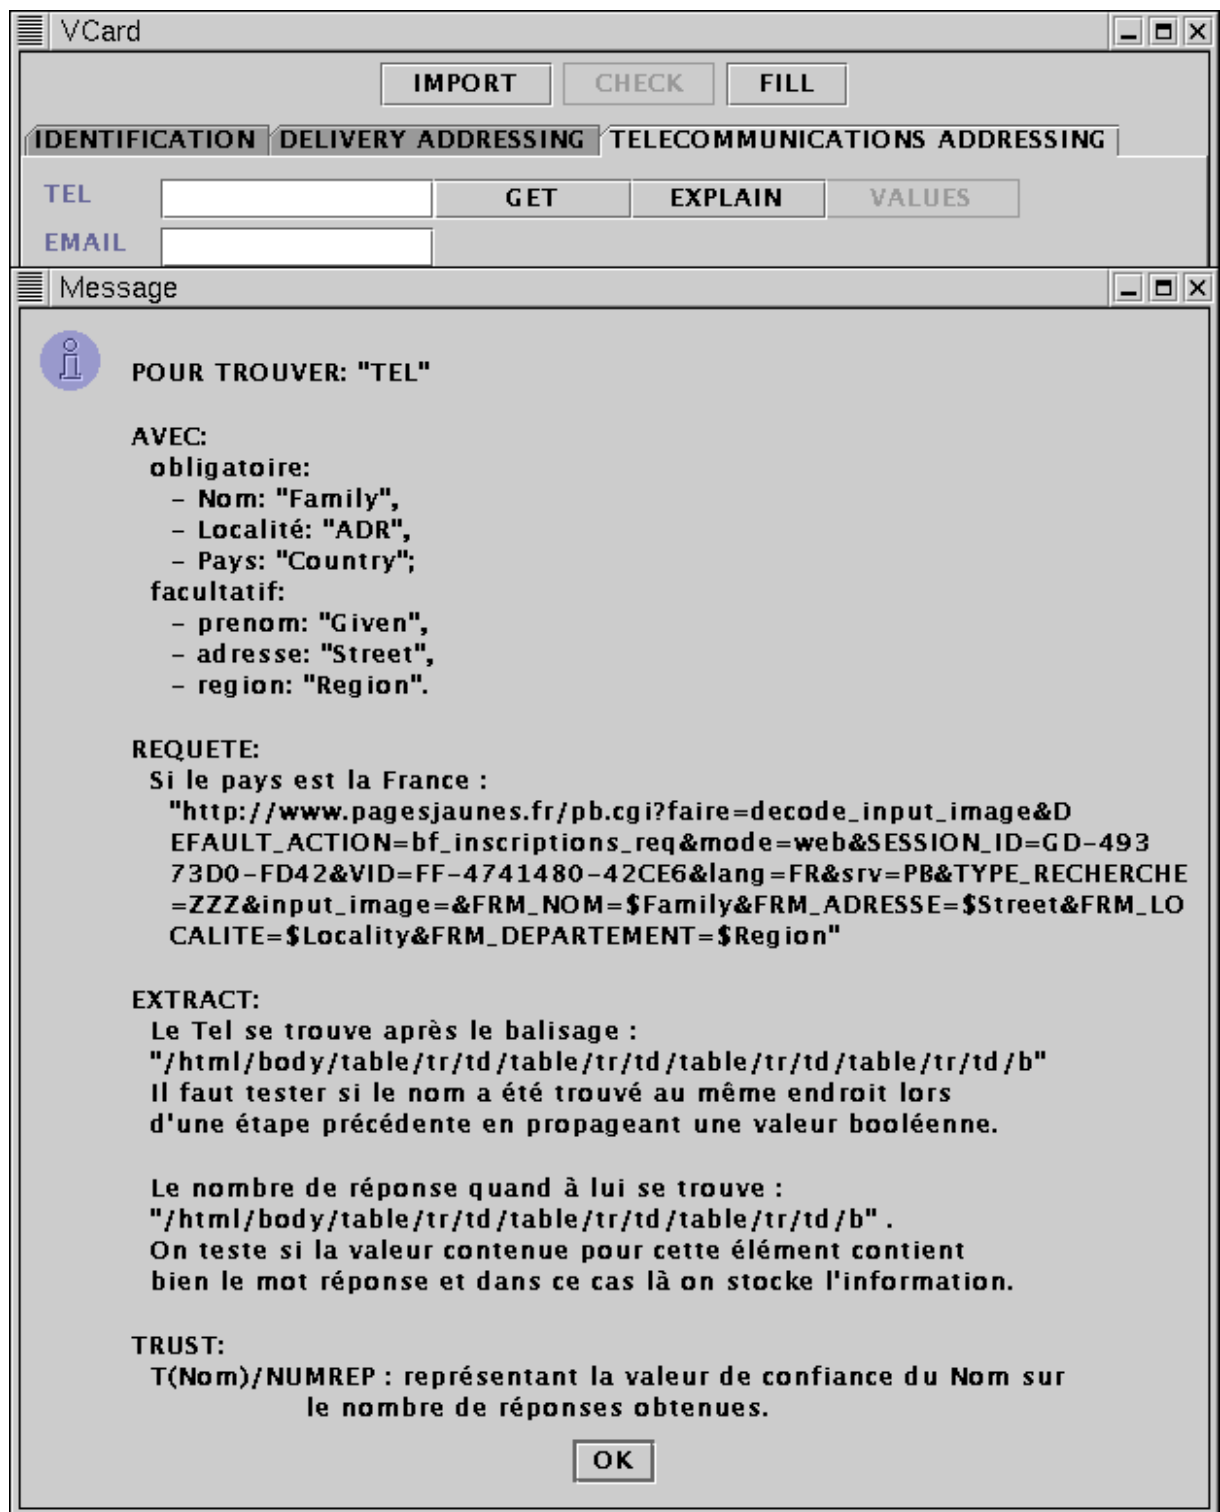 VCard
IMPORT CHECK FILL
IDENTIFICATION DELIVERY ADDRESSING TELECOMMUNICATIONS ADDRESSING
TEL GET EXPLAIN VALUES
EMAIL
Message
POUR TROUVER: "TEL"
AVEC:
obligatoire:
- Nom: "Family",
- Localité: "ADR",
- Pays: "Country";
facultatif:
- prenom: "Given",
- adresse: "Street",
- region: "Region".
REQUETE:
Si le pays est la France :
"http://www.pagesjaunes.fr/pb.cgi?faire=decode_input_image&D
EFAULT_ACTION=bf_inscriptions_req&mode=web&SESSION_ID=GD-493
73D0-FD42&VID=FF-4741480-42CE6&lang=FR&srv=PB&TYPE_RECHERCHE
=ZZZ&input_image=&FRM_NOM=$Family&FRM_ADRESSE=$Street&FRM_LO
CALITE=$Locality&FRM_DEPARTEMENT=$Region"
EXTRACT:
Le Tel se trouve après le balisage :
"/html/body/table/tr/td/table/tr/td/table/tr/td/table/tr/td/b"
Il faut tester si le nom a été trouvé au même endroit lors
d'une étape précédente en propageant une valeur booléenne.
Le nombre de réponse quand à lui se trouve :
"/html/body/table/tr/td/table/tr/td/table/tr/td/b".
On teste si la valeur contenue pour cette élément contient
bien le mot réponse et dans ce cas là on stocke l'information.
TRUST:
T(Nom)/NUMREP : représentant la valeur de confiance du Nom sur
le nombre de réponses obtenues.
OK